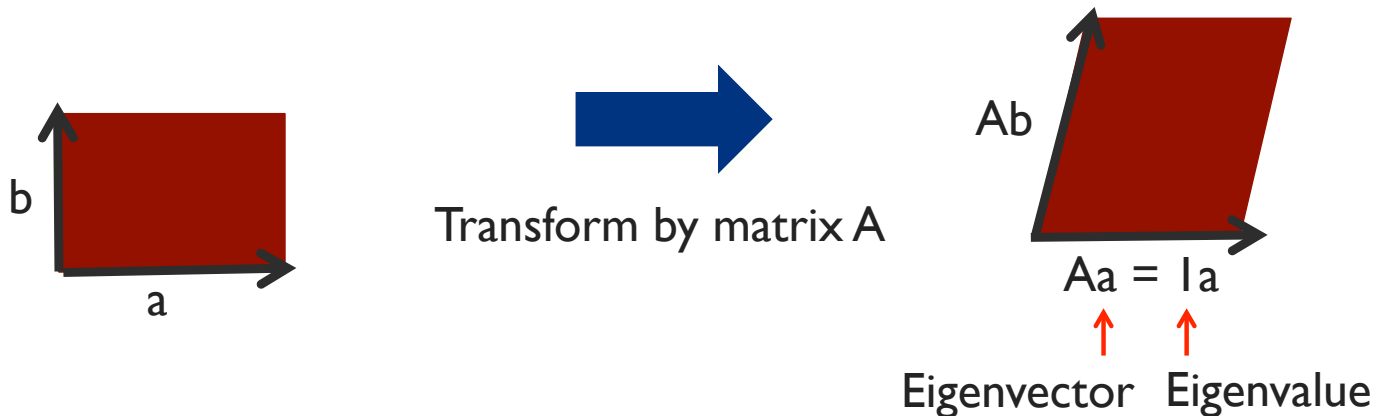 b
a
Transform by matrix A
Ab
Aa = 1a
Eigenvector Eigenvalue